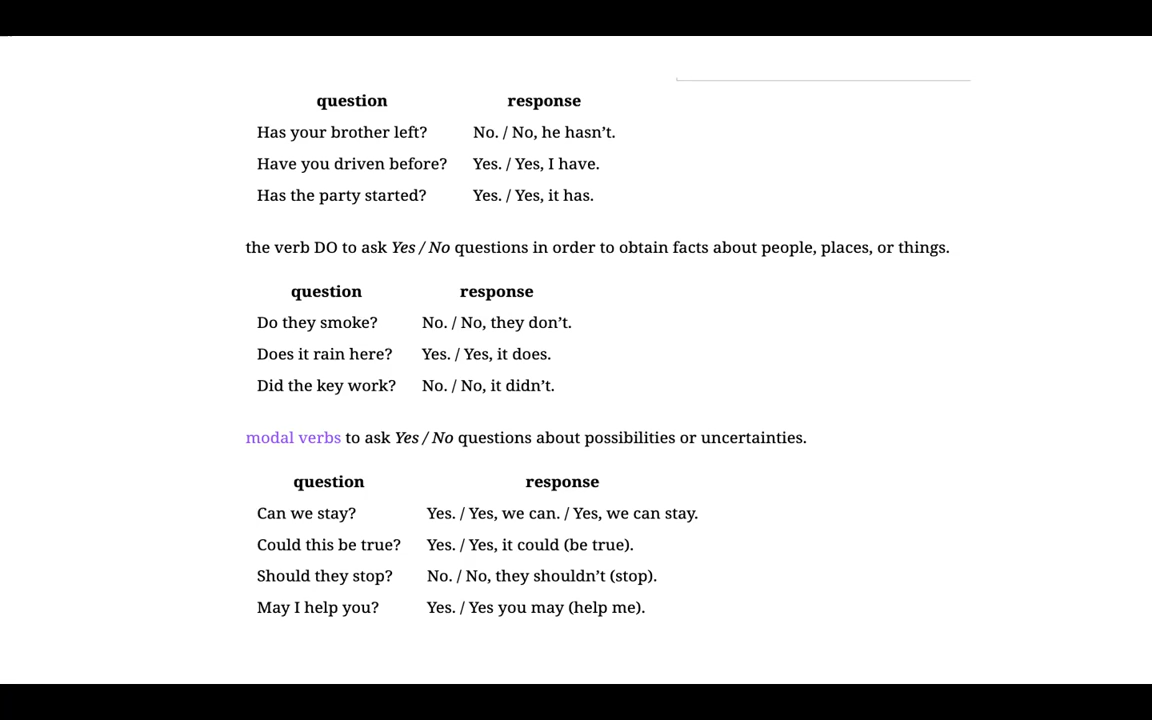 question response
Has your brother left? No. / No, he hasn’t.
Have you driven before? Yes. / Yes, I have.
Has the party started? Yes. / Yes, it has.
the verb DO to ask Yes / No questions in order to obtain facts about people, places, or things.
question response
Do they smoke? No. / No, they don’t.
Does it rain here? Yes. / Yes, it does.
Did the key work? No. / No, it didn’t.
modal verbs to ask Yes / No questions about possibilities or uncertainties.
question response
Can we stay? Yes. / Yes, we can. / Yes, we can stay.
Could this be true? Yes. / Yes, it could (be true).
Should they stop? No. / No, they shouldn’t (stop).
May I help you? Yes. / Yes you may (help me).